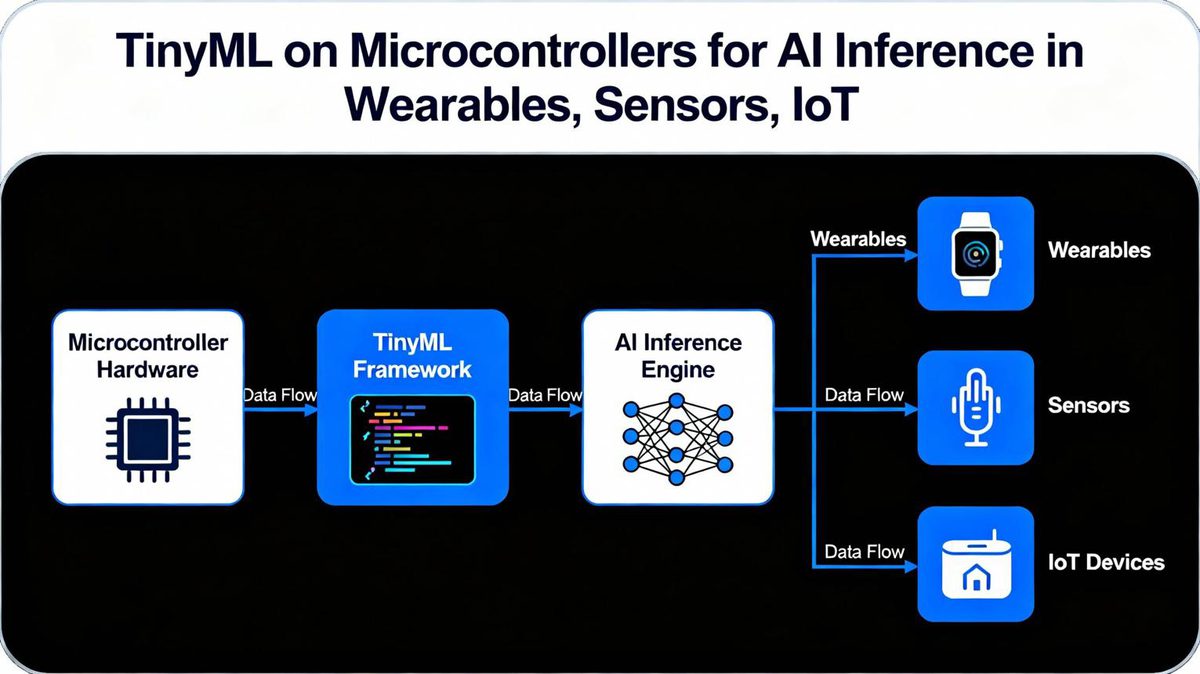 TinyML on Microcontrollers for AI Inference in
Wearables, Sensors, IoT
Microcontroller
Hardware
Data Flow
TinyML
Framework
Data Flow
AI Inference
Engine
Wearables
Wearables
Data Flow
Sensors
Data Flow
IoT Devices